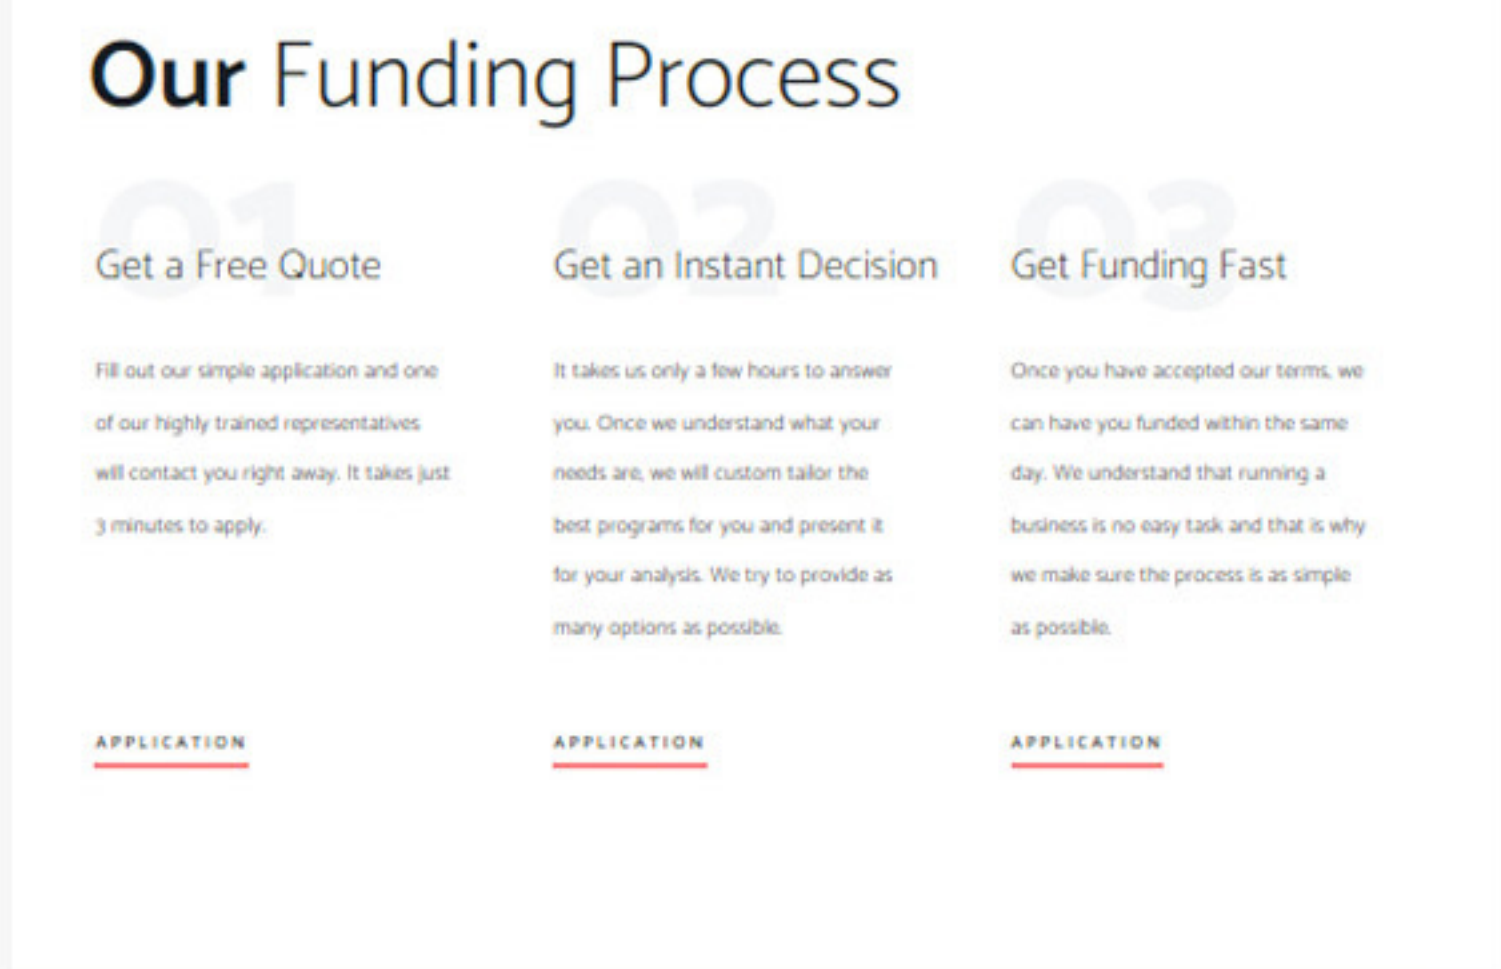 Our Funding Process
01
Get a Free Quote
Fill out our simple application and one
of our highly trained representatives
will contact you right away. It takes just
3 minutes to apply.
APPLICATION
02
Get an Instant Decision
It takes us only a few hours to answer
you. Once we understand what your
needs are, we will custom tailor the
best programs for you and present it
for your analysis. We try to provide as
many options as possible.
APPLICATION
03
Get Funding Fast
Once you have accepted our terms, we
can have you funded within the same
day. We understand that running a
business is no easy task and that is why
we make sure the process is as simple
as possible.
APPLICATION